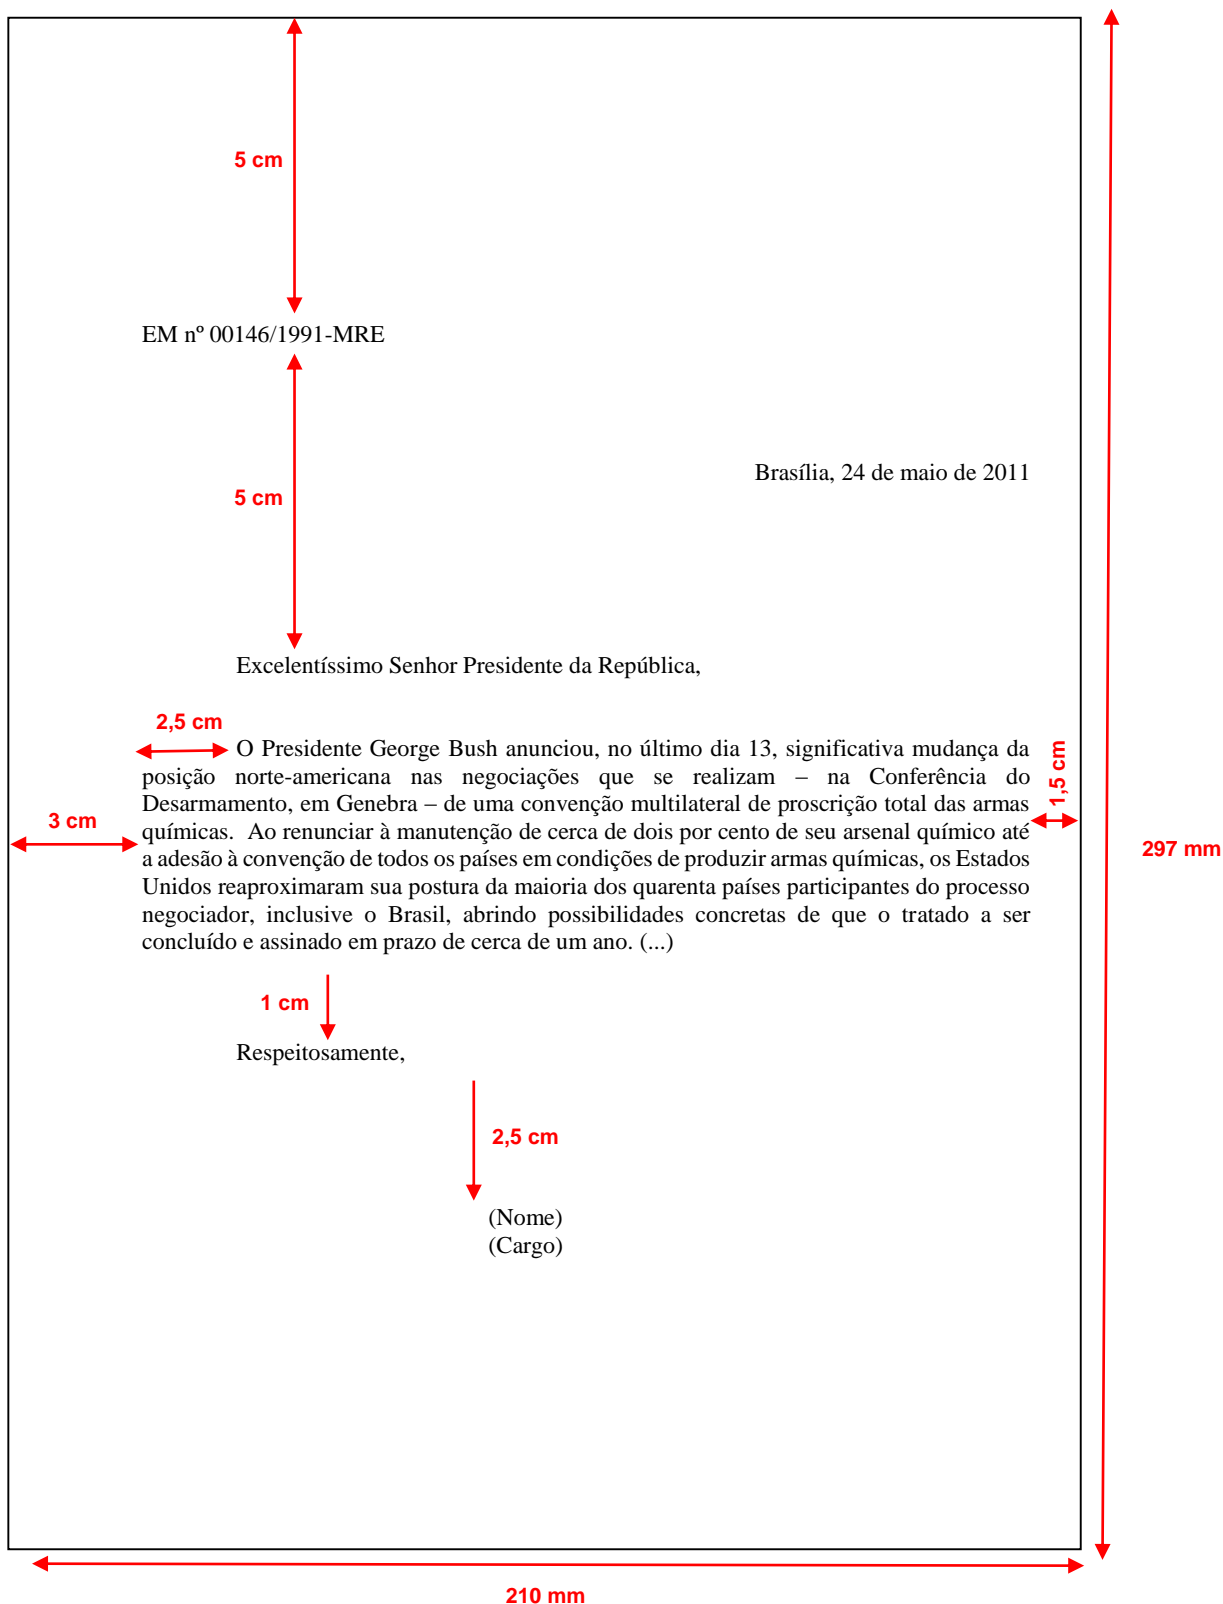 5 cm
EM nº 00146/1991-MRE
Brasília, 24 de maio de 2011
5 cm
Excelentíssimo Senhor Presidente da República,
2,5 cm
O Presidente George Bush anunciou, no último dia 13, significativa mudança da
posição norte-americana nas negociações que se realizam – na Conferência do
Desarmamento, em Genebra – de uma convenção multilateral de proscrição total das armas
químicas.  Ao renunciar à manutenção de cerca de dois por cento de seu arsenal químico até
a adesão à convenção de todos os países em condições de produzir armas químicas, os Estados
Unidos reaproximaram sua postura da maioria dos quarenta países participantes do processo
negociador, inclusive o Brasil, abrindo possibilidades concretas de que o tratado a ser
concluído e assinado em prazo de cerca de um ano. (...)
1,5 cm
3 cm
297 mm
1 cm
Respeitosamente,
2,5 cm
(Nome)
(Cargo)
210 mm